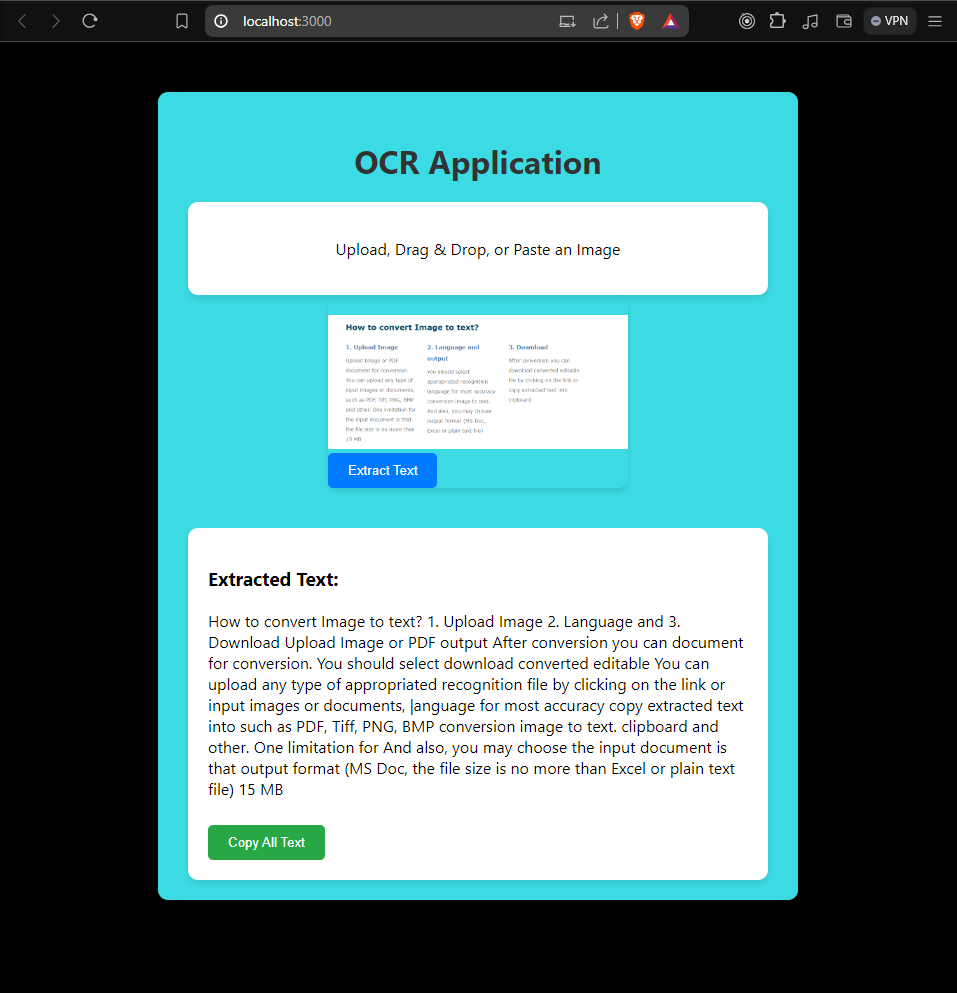 localhost:3000
VPN
OCR Application
Upload, Drag & Drop, or Paste an Image
How to convert Image to text?
1. Upload Image
Upload Image or PDF
document for conversion.
You can upload any type of
input images or documents,
such as PDF, Tiff, PNG, BMP
and other. One limitation for
the input document is that
the file size is no more than
15 MB
2. Language and
output
You should select
appropriated recognition
language for most accuracy
conversion image to text.
And also, you may choose
output format (MS Doc,
Excel or plain text file)
3. Download
After conversion you can
download converted editable
file by clicking on the link or
copy extracted text into
clipboard
Extract Text
Extracted Text:
How to convert Image to text? 1. Upload Image 2. Language and 3.
Download Upload Image or PDF output After conversion you can document
for conversion. You should select download converted editable You can
upload any type of appropriated recognition file by clicking on the link or
input images or documents, |anguage for most accuracy copy extracted text
into such as PDF, Tiff, PNG, BMP conversion image to text. clipboard and
other. One limitation for And also, you may choose the input document is
that output format (MS Doc, the file size is no more than Excel or plain text
file) 15 MB
Copy All Text